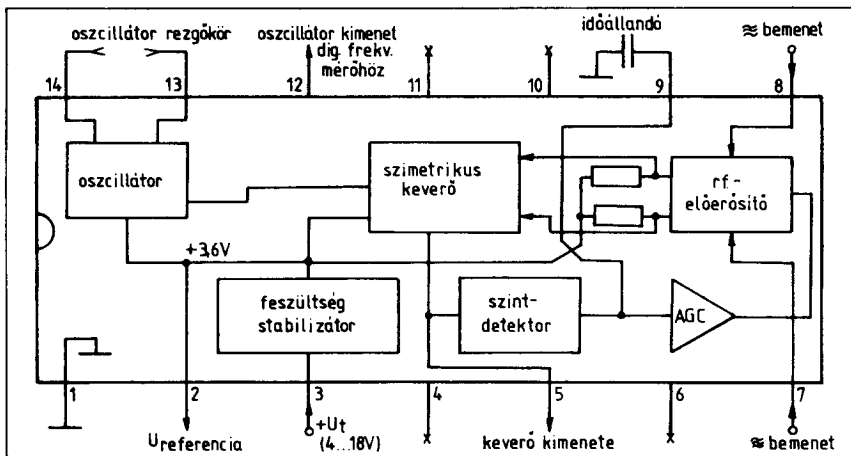 oszcillátor rezgőkör
oszcillátor kimenet
dig. frekv.
mérőhöz
időállandó
≋ bemenet
14
13
12
11
10
9
8
oszcillátor
szimetrikus
keverő
rf.-
előerősítő
+3,6V
feszültség
stabilizátor
szint-
detektor
AGC
1
2
3
4
5
6
7
Ureferencia
+Ut
(4...18V)
keverő kimenete
≋ bemenet